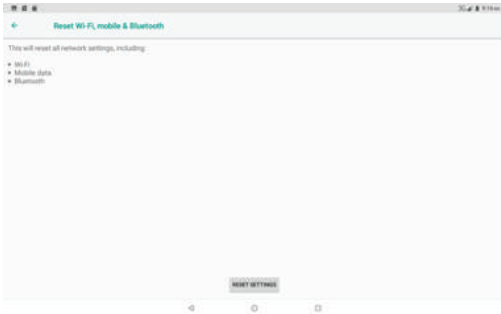 Reset Wi-Fi, mobile & Bluetooth
This will reset all network settings, including:
Wi-Fi
Mobile data
Bluetooth
RESET SETTINGS